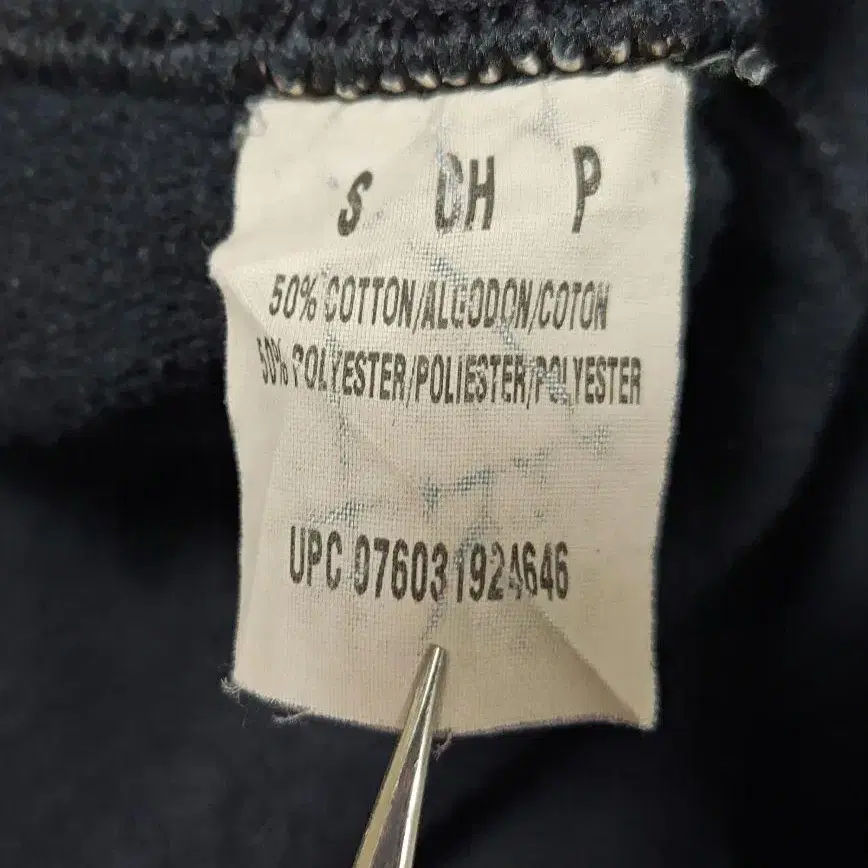 S CH P
50% COTTON/ALGODON/COTON
50% POLYESTER/POLIESTER/POLYESTER
UPC 076031924646